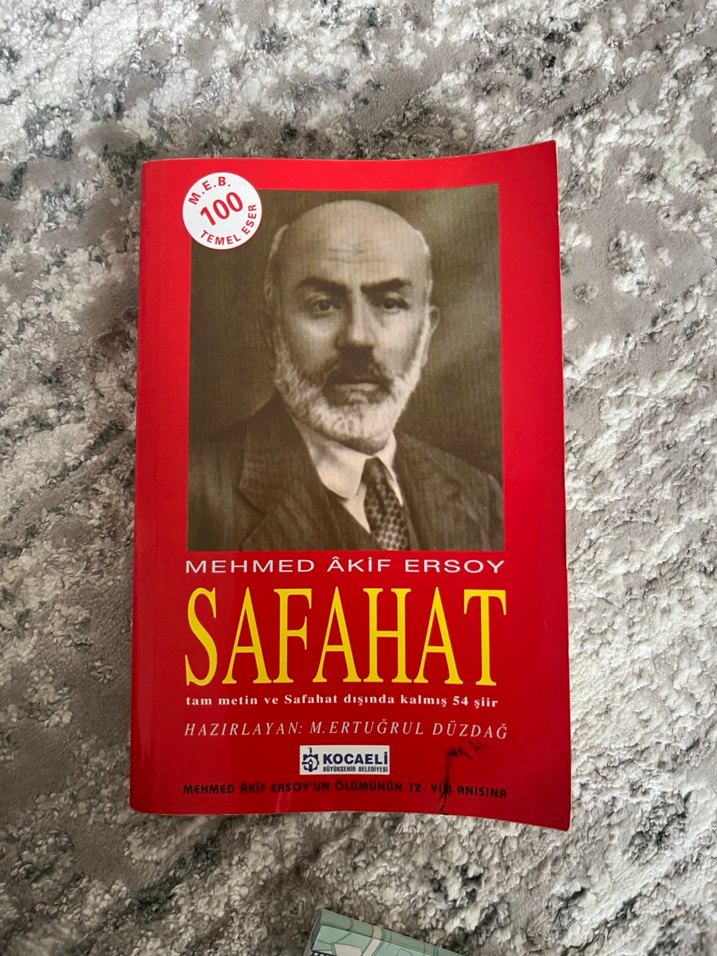 M.E.B.
100
TEMEL ESER
MEHMED ÂKİF ERSOY
SAFAHAT
tam metin ve Safahat dışında kalmış 54 şiir
HAZIRLAYAN: M.ERTUĞRUL DÜZDAĞ
KOCAELİ
BÜYÜKŞEHİR BELEDİYESİ
MEHMED ÂKİF ERSOY'UN ÖLÜMÜNÜN 72. YILI ANISINA